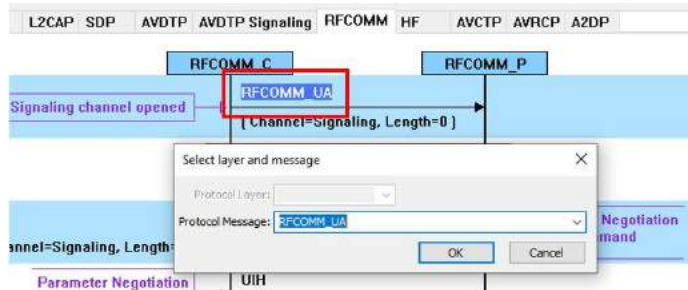 L2CAP SDP AVDTP AVDTP Signaling RFCOMM HF AVCTP AVRCP A2DP
RFCOMM_C RFCOMM_P
RFCOMM_UA
Signaling channel opened
[ Channel=Signaling, Length=0 ]
Select layer and message
Protocol Layer:
Protocol Message: RFCOMM_UA
Negotiation
mand
OK Cancel
annel=Signaling, Length=
Parameter Negotiation UIH